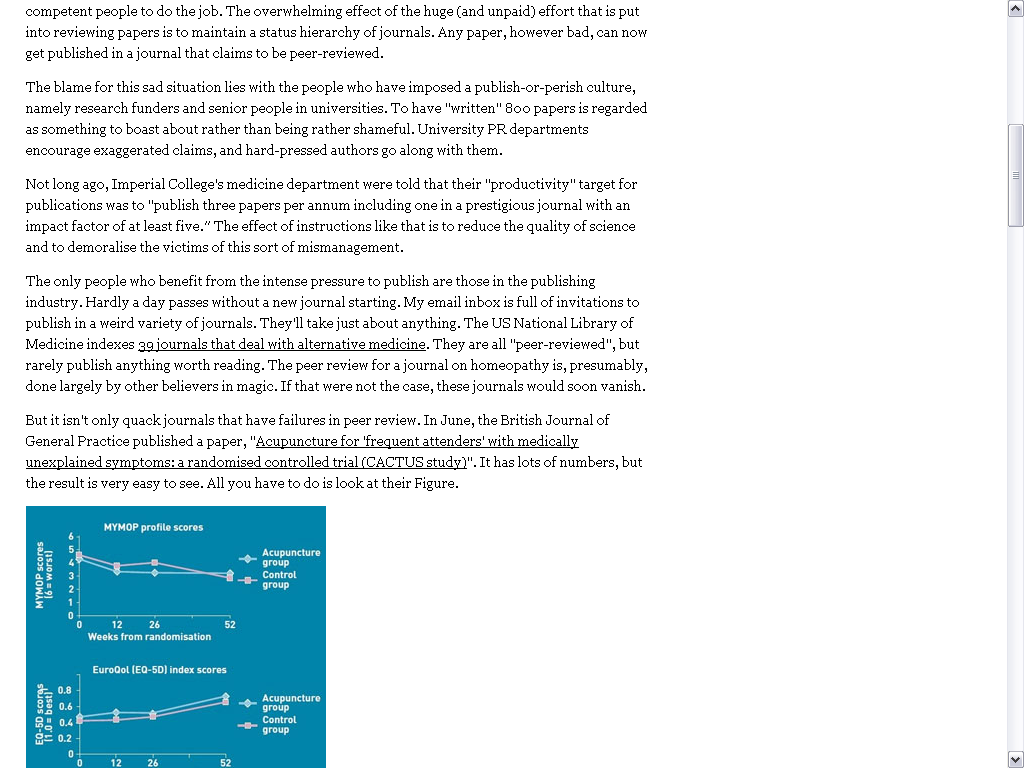 competent people to do the job. The overwhelming effect of the huge (and unpaid) effort that is put
into reviewing papers is to maintain a status hierarchy of journals. Any paper, however bad, can now
get published in a journal that claims to be peer-reviewed.
The blame for this sad situation lies with the people who have imposed a publish-or-perish culture,
namely research funders and senior people in universities. To have "written" 800 papers is regarded
as something to boast about rather than being rather shameful. University PR departments
encourage exaggerated claims, and hard-pressed authors go along with them.
Not long ago, Imperial College's medicine department were told that their "productivity" target for
publications was to "publish three papers per annum including one in a prestigious journal with an
impact factor of at least five." The effect of instructions like that is to reduce the quality of science
and to demoralise the victims of this sort of mismanagement.
The only people who benefit from the intense pressure to publish are those in the publishing
industry. Hardly a day passes without a new journal starting. My email inbox is full of invitations to
publish in a weird variety of journals. They'll take just about anything. The US National Library of
Medicine indexes 39 journals that deal with alternative medicine. They are all "peer-reviewed", but
rarely publish anything worth reading. The peer review for a journal on homeopathy is, presumably,
done largely by other believers in magic. If that were not the case, these journals would soon vanish.
But it isn't only quack journals that have failures in peer review. In June, the British Journal of
General Practice published a paper, "Acupuncture for 'frequent attenders' with medically
unexplained symptoms: a randomised controlled trial (CACTUS study)". It has lots of numbers, but
the result is very easy to see. All you have to do is look at their Figure.
MYMOP profile scores
MYMOP scores
(6 = worst)
6
5
4
3
2
1
0
0 12 26 52
Weeks from randomisation
Acupuncture
group
Control
group
EuroQol (EQ-5D) index scores
EQ-5D scores
(1.0 = best)
0.8
0.6
0.4
0.2
0
0 12 26 52
Acupuncture
group
Control
group